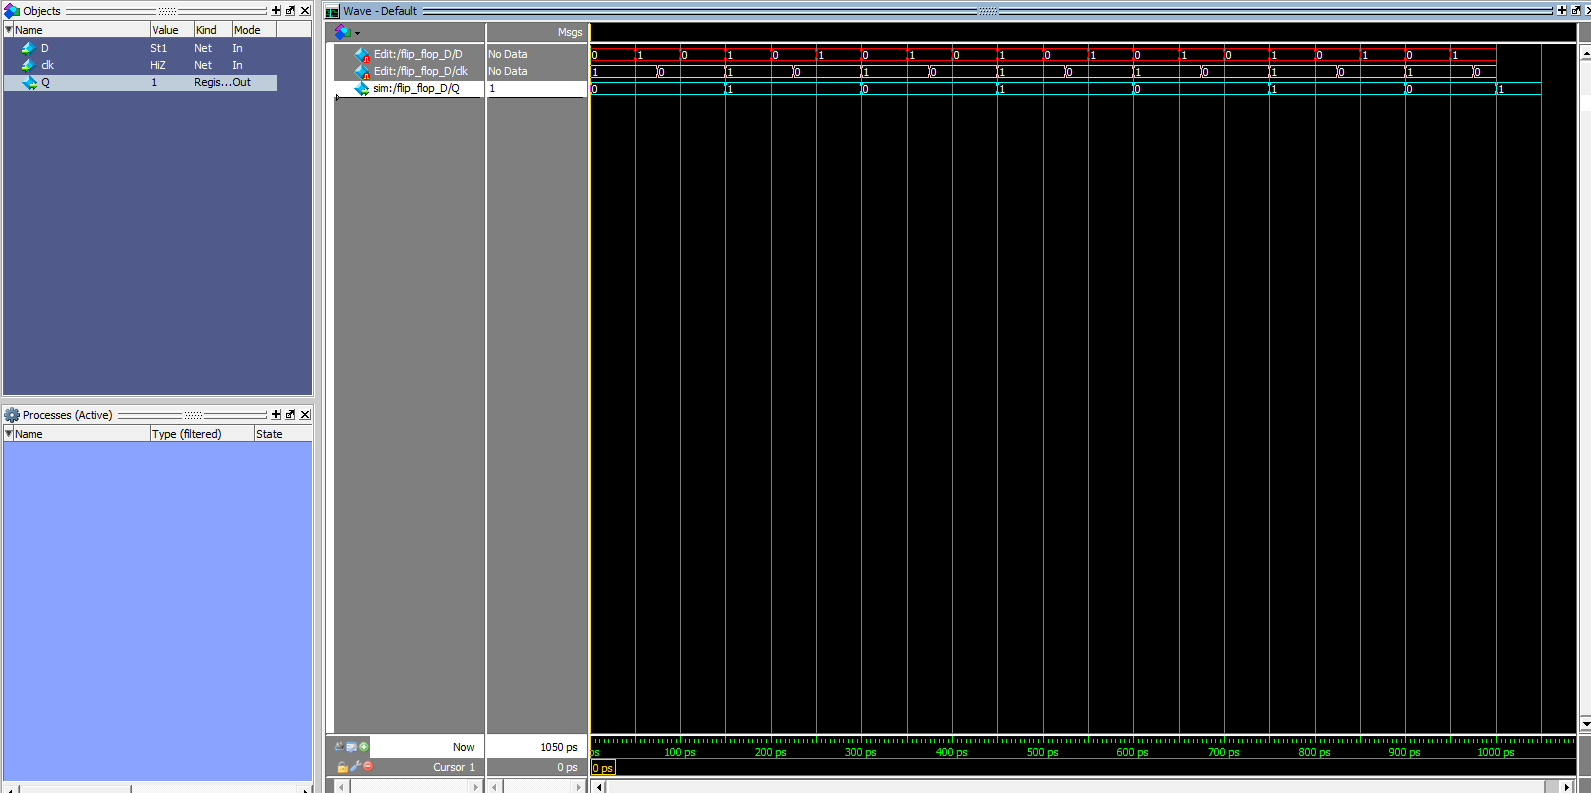 Objects
Name Value Kind Mode
D St1 Net In
clk HiZ Net In
Q 1 Regis...Out
Processes (Active)
Name Type (filtered) State
Wave - Default
Msgs
Edit:/flip_flop_D/D No Data 0 1 0 1 0 1 0 1 0 1 0 1 0 1 0 1 0 1 0 1
Edit:/flip_flop_D/clk No Data 1 0 1 0 1 0 1 0 1 0 1 0 1 0
sim:/flip_flop_D/Q 1 0 1 0 1 0 1 0 1
Now 1050 ps ps 100 ps 200 ps 300 ps 400 ps 500 ps 600 ps 700 ps 800 ps 900 ps 1000 ps
Cursor 1 0 ps 0 ps